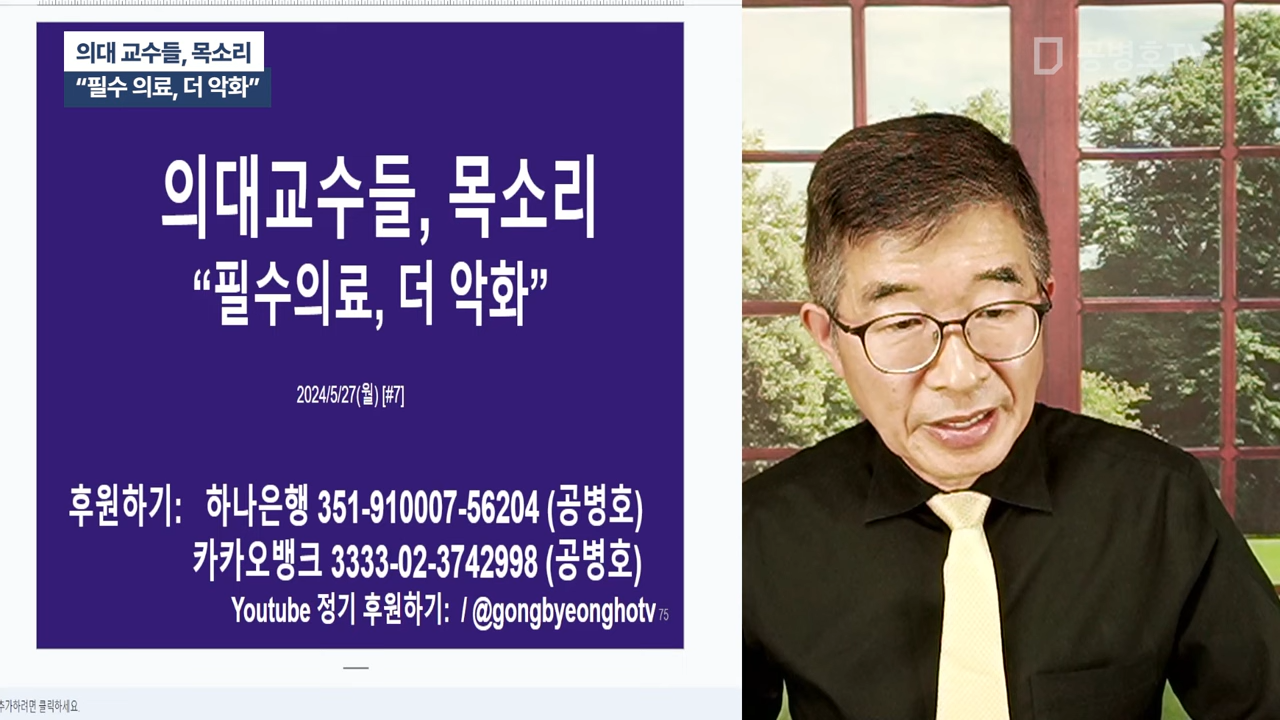 의대 교수들, 목소리
“필수 의료, 더 악화”
의대교수들, 목소리
“필수의료, 더 악화”
2024/5/27(월) [#7]
후원하기: 하나은행 351-910007-56204 (공병호)
카카오뱅크 3333-02-3742998 (공병호)
Youtube 정기 후원하기: / @gongbyeonghotv
75
추가하려면 클릭하세요.
공병호TV